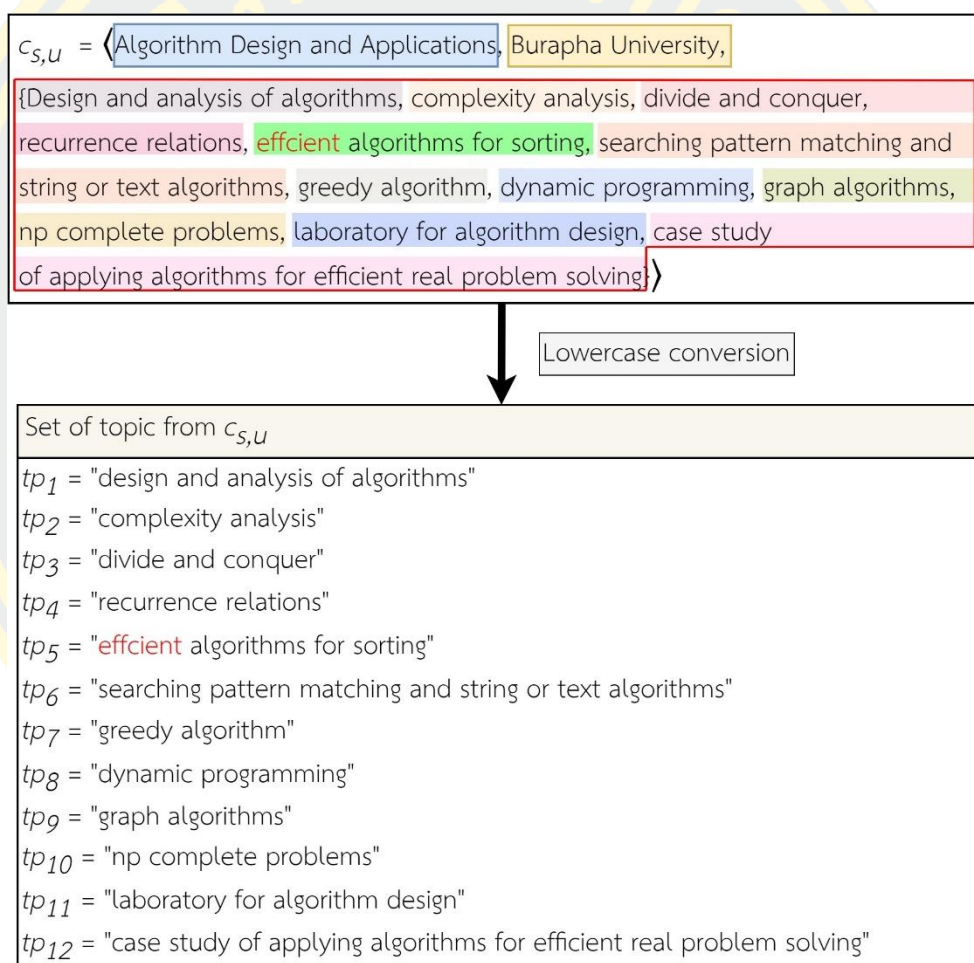 c_s,u = ⟨Algorithm Design and Applications, Burapha University,
{Design and analysis of algorithms, complexity analysis, divide and conquer,
recurrence relations, effcient algorithms for sorting, searching pattern matching and
string or text algorithms, greedy algorithm, dynamic programming, graph algorithms,
np complete problems, laboratory for algorithm design, case study
of applying algorithms for efficient real problem solving}⟩
Lowercase conversion
Set of topic from c_s,u
tp_1 = "design and analysis of algorithms"
tp_2 = "complexity analysis"
tp_3 = "divide and conquer"
tp_4 = "recurrence relations"
tp_5 = "effcient algorithms for sorting"
tp_6 = "searching pattern matching and string or text algorithms"
tp_7 = "greedy algorithm"
tp_8 = "dynamic programming"
tp_9 = "graph algorithms"
tp_10 = "np complete problems"
tp_11 = "laboratory for algorithm design"
tp_12 = "case study of applying algorithms for efficient real problem solving"